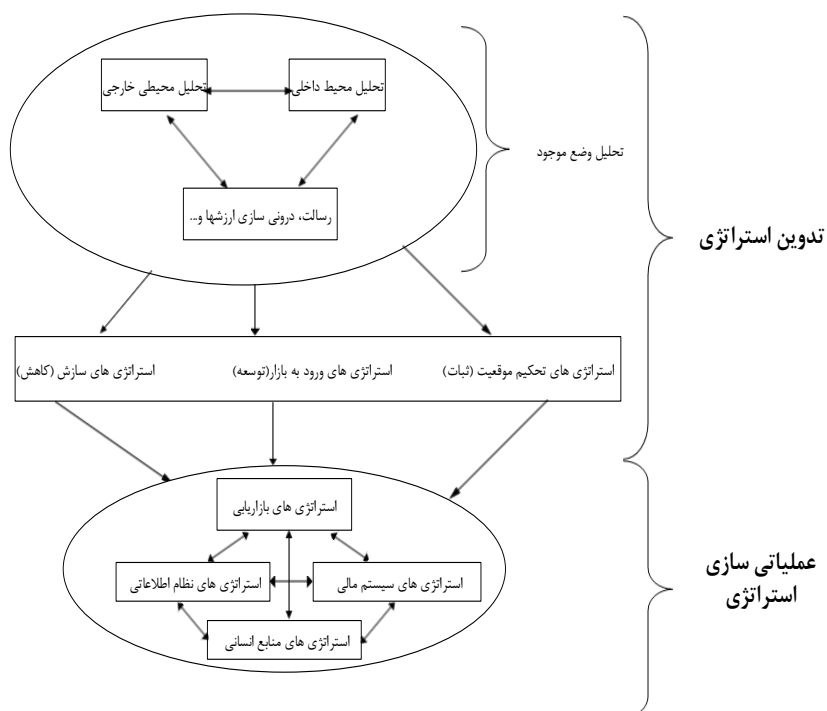 تحلیل محیط داخلی
تحلیل محیطی خارجی
رسالت، درونی سازی ارزشها و...
تحلیل وضع موجود
تدوین استراتژی
استراتژی های تحکیم موقعیت (ثبات)
استراتژی های ورود به بازار(توسعه)
استراتژی های سازش (کاهش)
استراتژی های بازاریابی
استراتژی های سیستم مالی
استراتژی های نظام اطلاعاتی
استراتژی های منابع انسانی
عملیاتی سازی
استراتژی